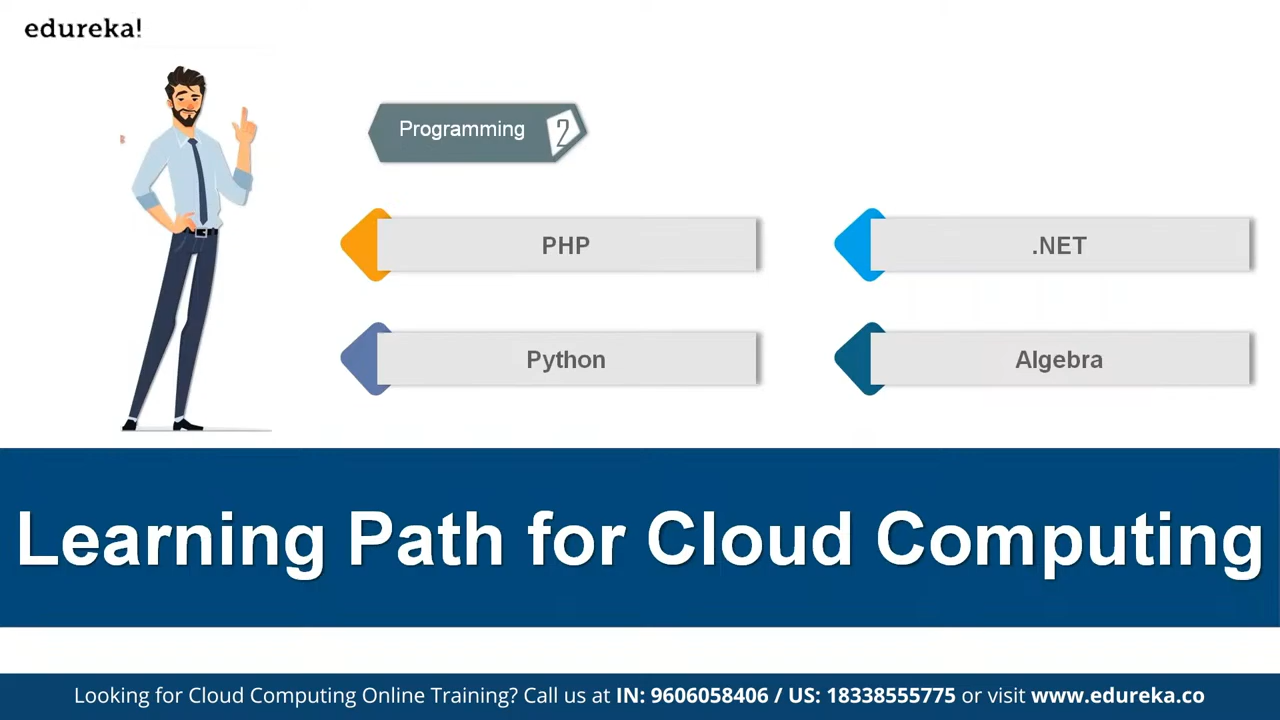 edureka!
Programming 2
PHP
.NET
Python
Algebra
Learning Path for Cloud Computing
Looking for Cloud Computing Online Training? Call us at IN: 9606058406 / US: 18338555775 or visit www.edureka.co